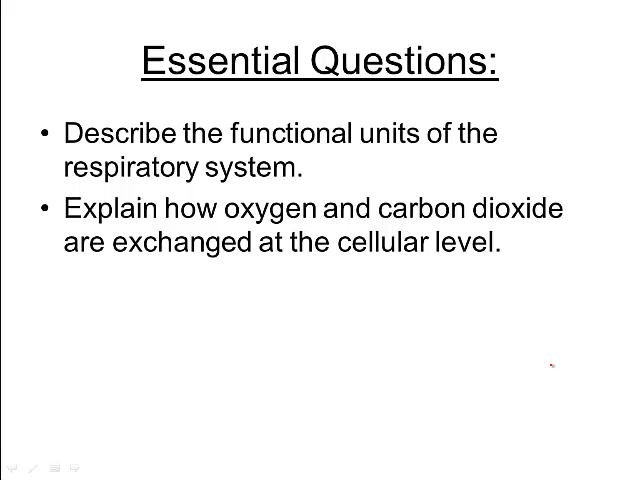 Essential Questions:
• Describe the functional units of the
respiratory system.
• Explain how oxygen and carbon dioxide
are exchanged at the cellular level.